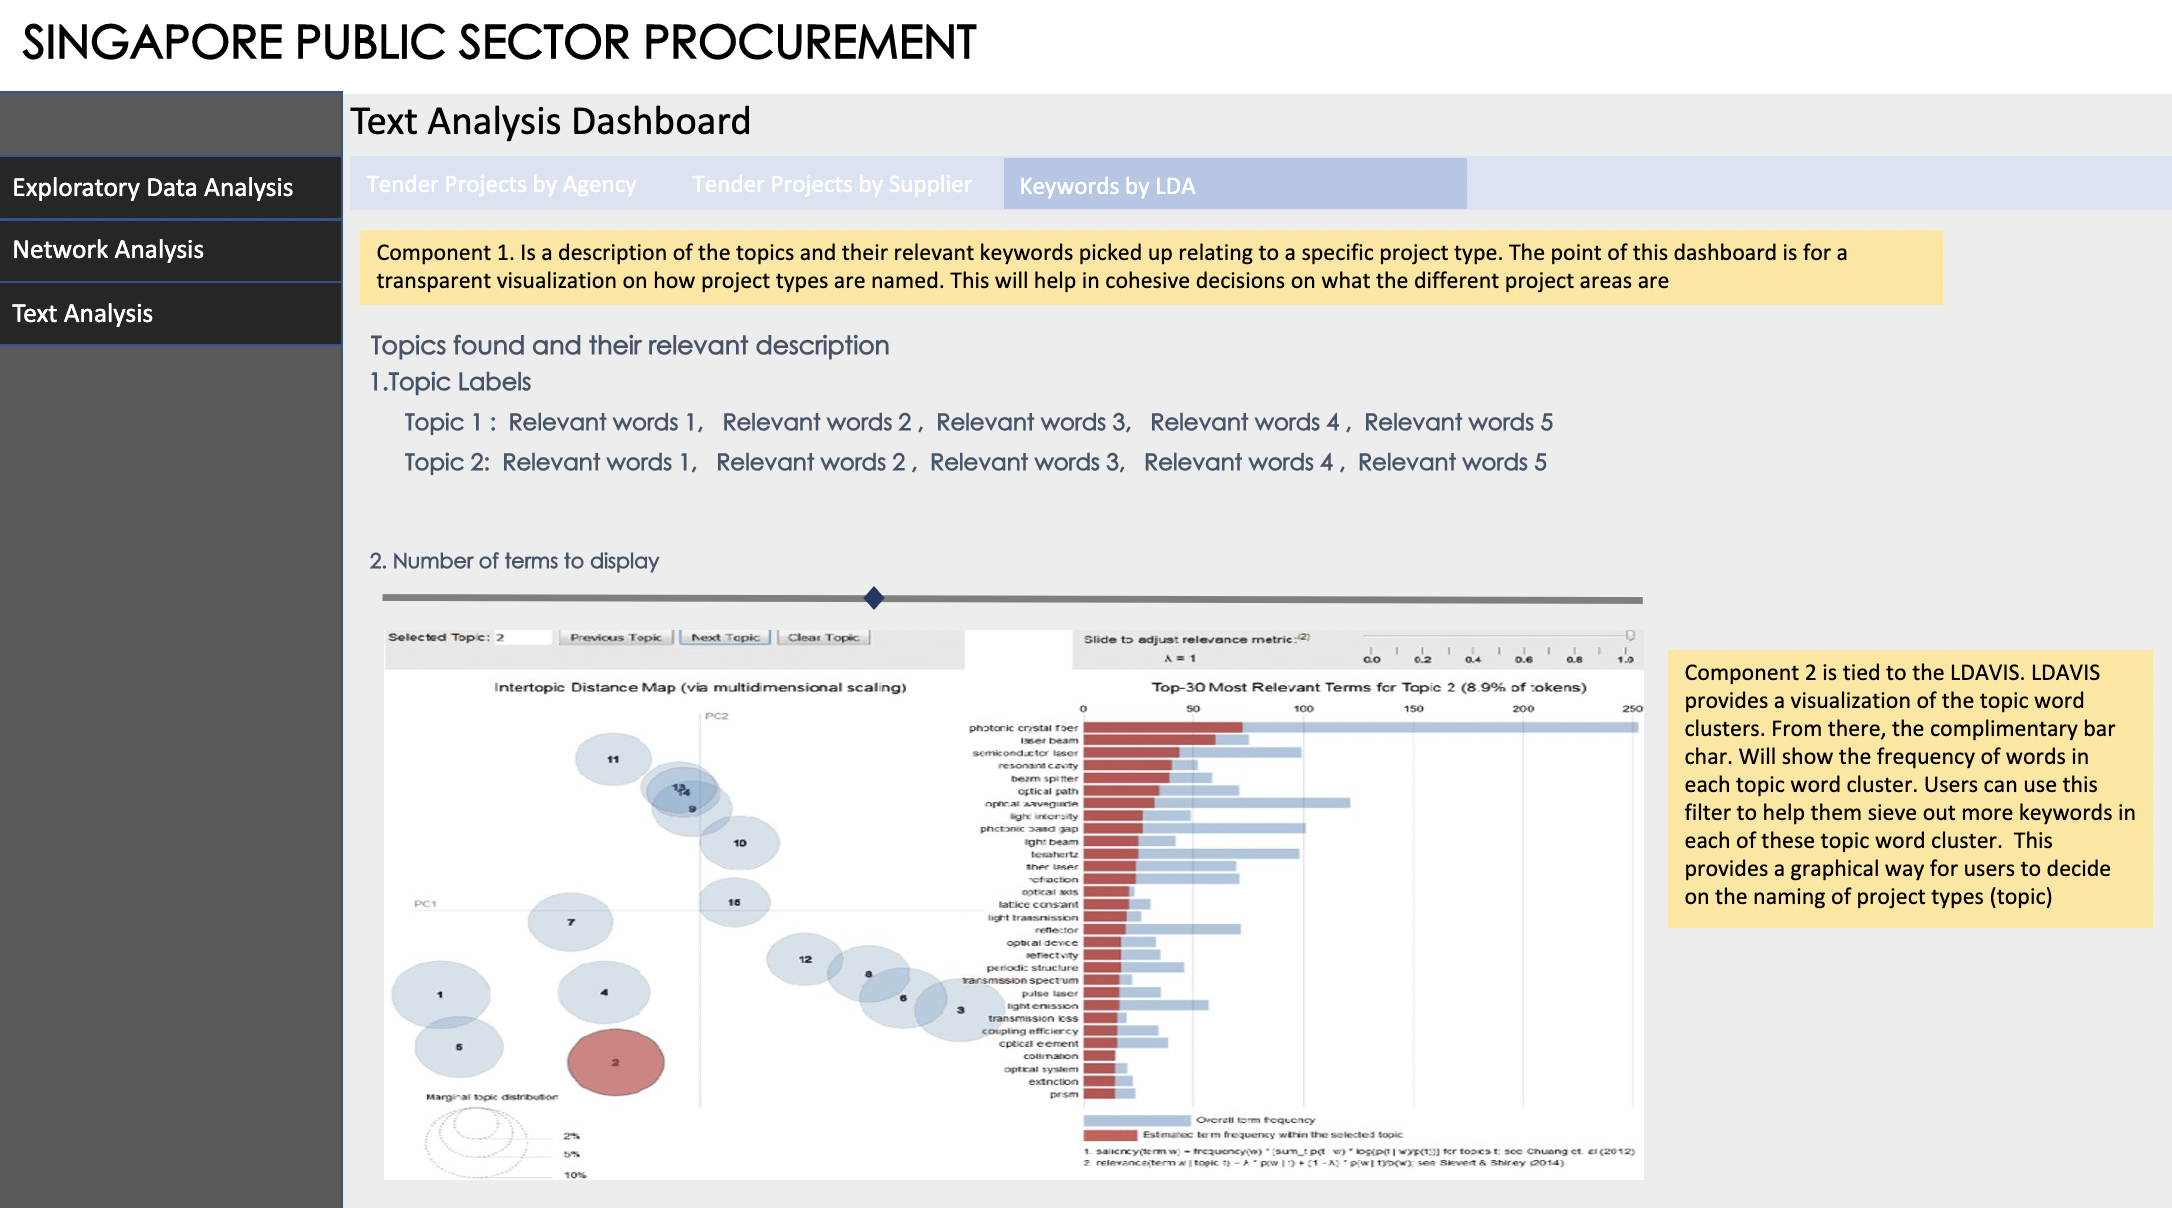 SINGAPORE PUBLIC SECTOR PROCUREMENT
Text Analysis Dashboard
Exploratory Data Analysis
Network Analysis
Text Analysis
Tender Projects by Agency
Tender Projects by Supplier
Keywords by LDA
Component 1. Is a description of the topics and their relevant keywords picked up relating to a specific project type. The point of this dashboard is for a
transparent visualization on how project types are named. This will help in cohesive decisions on what the different project areas are
Topics found and their relevant description
1.Topic Labels
Topic 1 : Relevant words 1, Relevant words 2 , Relevant words 3, Relevant words 4 , Relevant words 5
Topic 2: Relevant words 1, Relevant words 2 , Relevant words 3, Relevant words 4 , Relevant words 5
2. Number of terms to display
Selected Topic: 2
Previous Topic
Next Topic
Clear Topic
Slide to adjust relevance metric:(2)
λ = 1
0.0 0.2 0.4 0.6 0.8 1.0
Intertopic Distance Map (via multidimensional scaling)
PC2
PC1
11
13
14
9
10
16
7
12
8
6
3
1
4
5
2
Marginal topic distribution
2%
5%
10%
Top-30 Most Relevant Terms for Topic 2 (8.9% of tokens)
0 50 100 150 200 250
photonic crystal fiber
laser beam
semiconductor laser
resonant cavity
beam splitter
optical path
optical waveguide
light intensity
photonic band gap
light beam
terahertz
fiber laser
refraction
optical axis
lattice constant
light transmission
reflector
optical device
reflectivity
periodic structure
transmission spectrum
pulse laser
light emission
transmission loss
coupling efficiency
optical element
collimation
optical system
extinction
prism
Overall term frequency
Estimated term frequency within the selected topic
1. saliency(term w) = frequency(w) * [sum_t p(t | w) * log(p(t | w)/p(t))] for topics t; see Chuang et. al (2012)
2. relevance(term w | topic t) = λ * p(w | t) + (1 - λ) * p(w | t)/p(w); see Sievert & Shirley (2014)
Component 2 is tied to the LDAVIS. LDAVIS
provides a visualization of the topic word
clusters. From there, the complimentary bar
char. Will show the frequency of words in
each topic word cluster. Users can use this
filter to help them sieve out more keywords in
each of these topic word cluster. This
provides a graphical way for users to decide
on the naming of project types (topic)